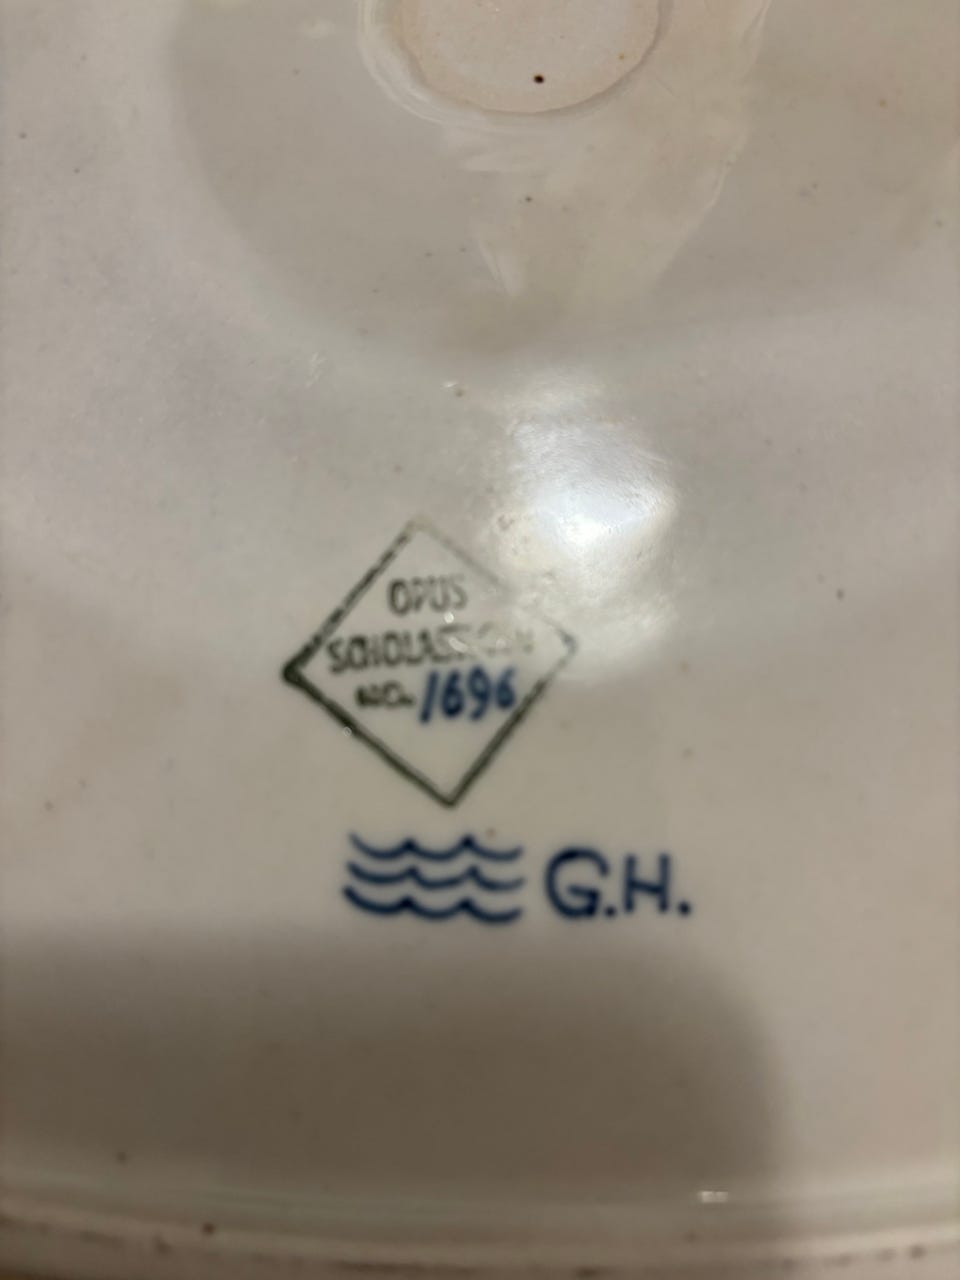 OPUS
SCHOLASTICUM
No. 1696
G.H.